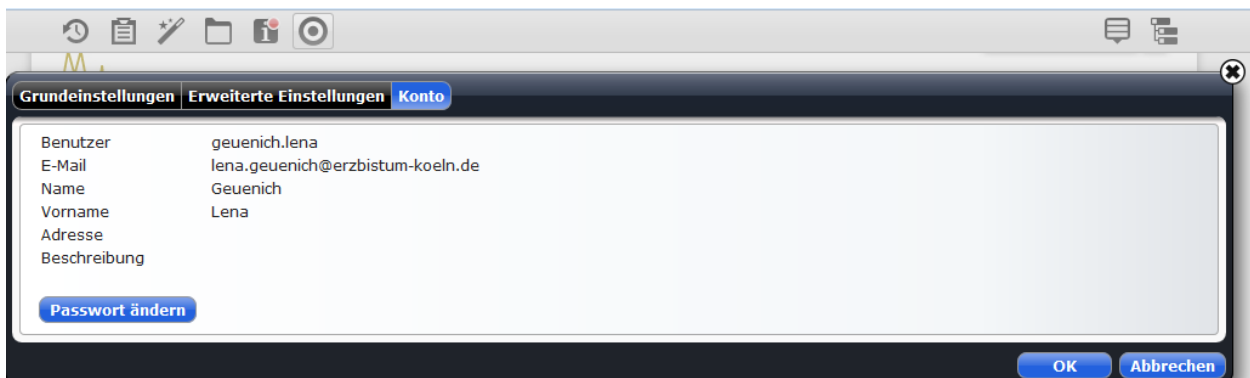 Grundeinstellungen Erweiterte Einstellungen Konto
Benutzer geuenich.lena
E-Mail lena.geuenich@erzbistum-koeln.de
Name Geuenich
Vorname Lena
Adresse
Beschreibung
Passwort ändern
OK Abbrechen